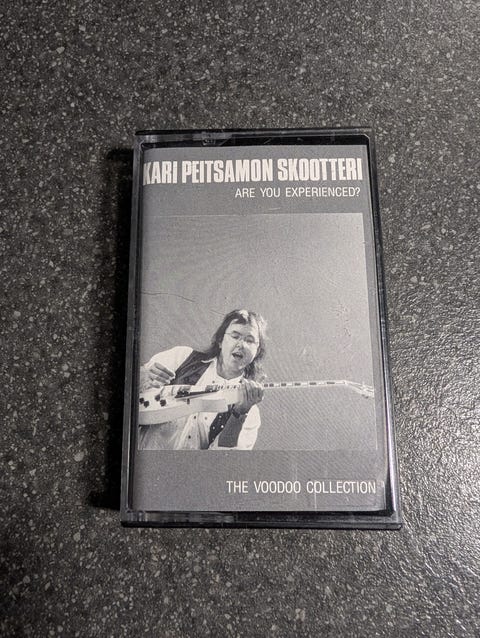 KARI PEITSAMON SKOOTTERI
ARE YOU EXPERIENCED?
THE VOODOO COLLECTION